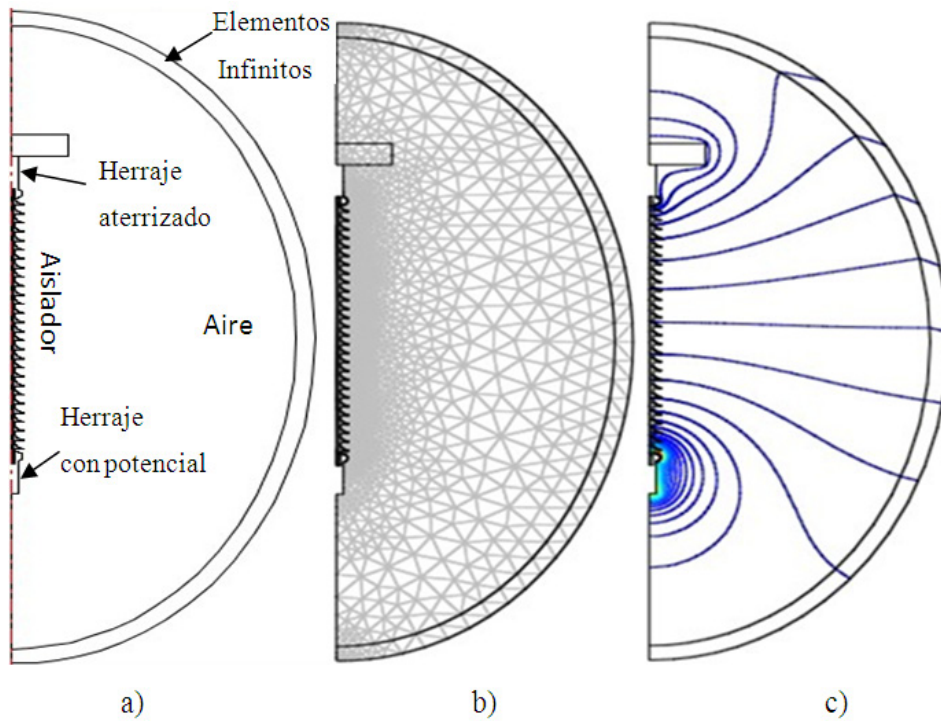 Elementos
Infinitos
Herraje
aterrizado
Aislador
Aire
Herraje
con potencial
a)
b)
c)